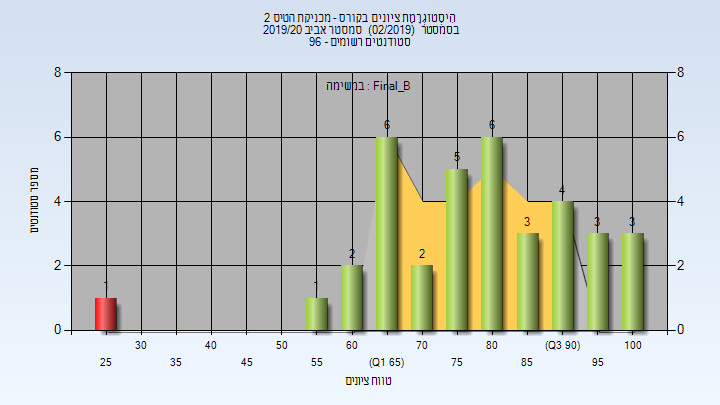 היסטוגרמת ציונים בקורס - מכניקת הטיס 2
בסמסטר (02/2019) סמסטר אביב 2019/20
סטודנטים רשומים - 96
במשימה : Final_B
מספר סטודנטים
8 8
6 6
4 4
2 2
0 0
1 1 2 6 2 5 6 3 4 3 3
30 40 50 60 70 80 (Q3 90) 100
25 35 45 55 (Q1 65) 75 85 95
טווח ציונים